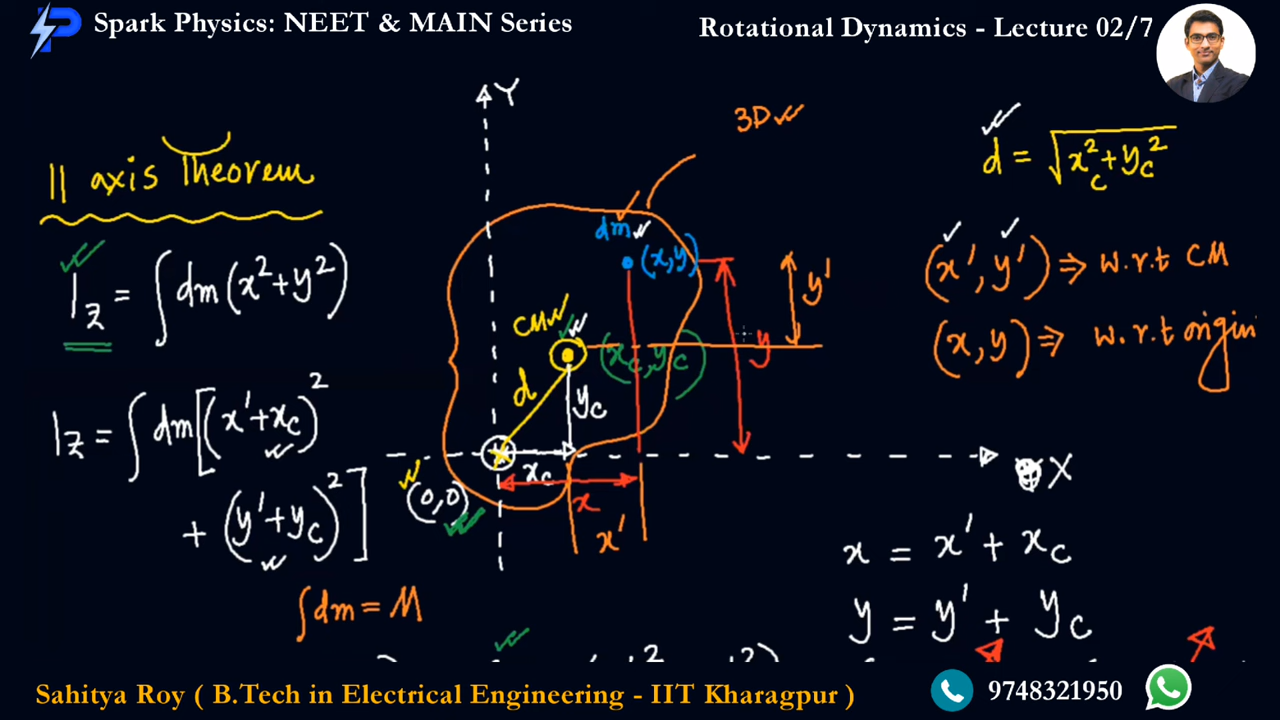 Spark Physics: NEET & MAIN Series
Rotational Dynamics - Lecture 02/7
|| axis Theorem
I_z = ∫ dm (x² + y²)
I_z = ∫ dm [(x' + x_c)²
+ (y' + y_c)²]
∫ dm = M
Y
3D
dm
(x, y)
CM
(x_c, y_c)
d
y_c
x_c
(0,0)
x
x'
y
y'
X
d = √x_c² + y_c²
(x', y') ⇒ w.r.t CM
(x, y) ⇒ w.r.t origin
x = x' + x_c
y = y' + y_c
Sahitya Roy ( B.Tech in Electrical Engineering - IIT Kharagpur )
9748321950